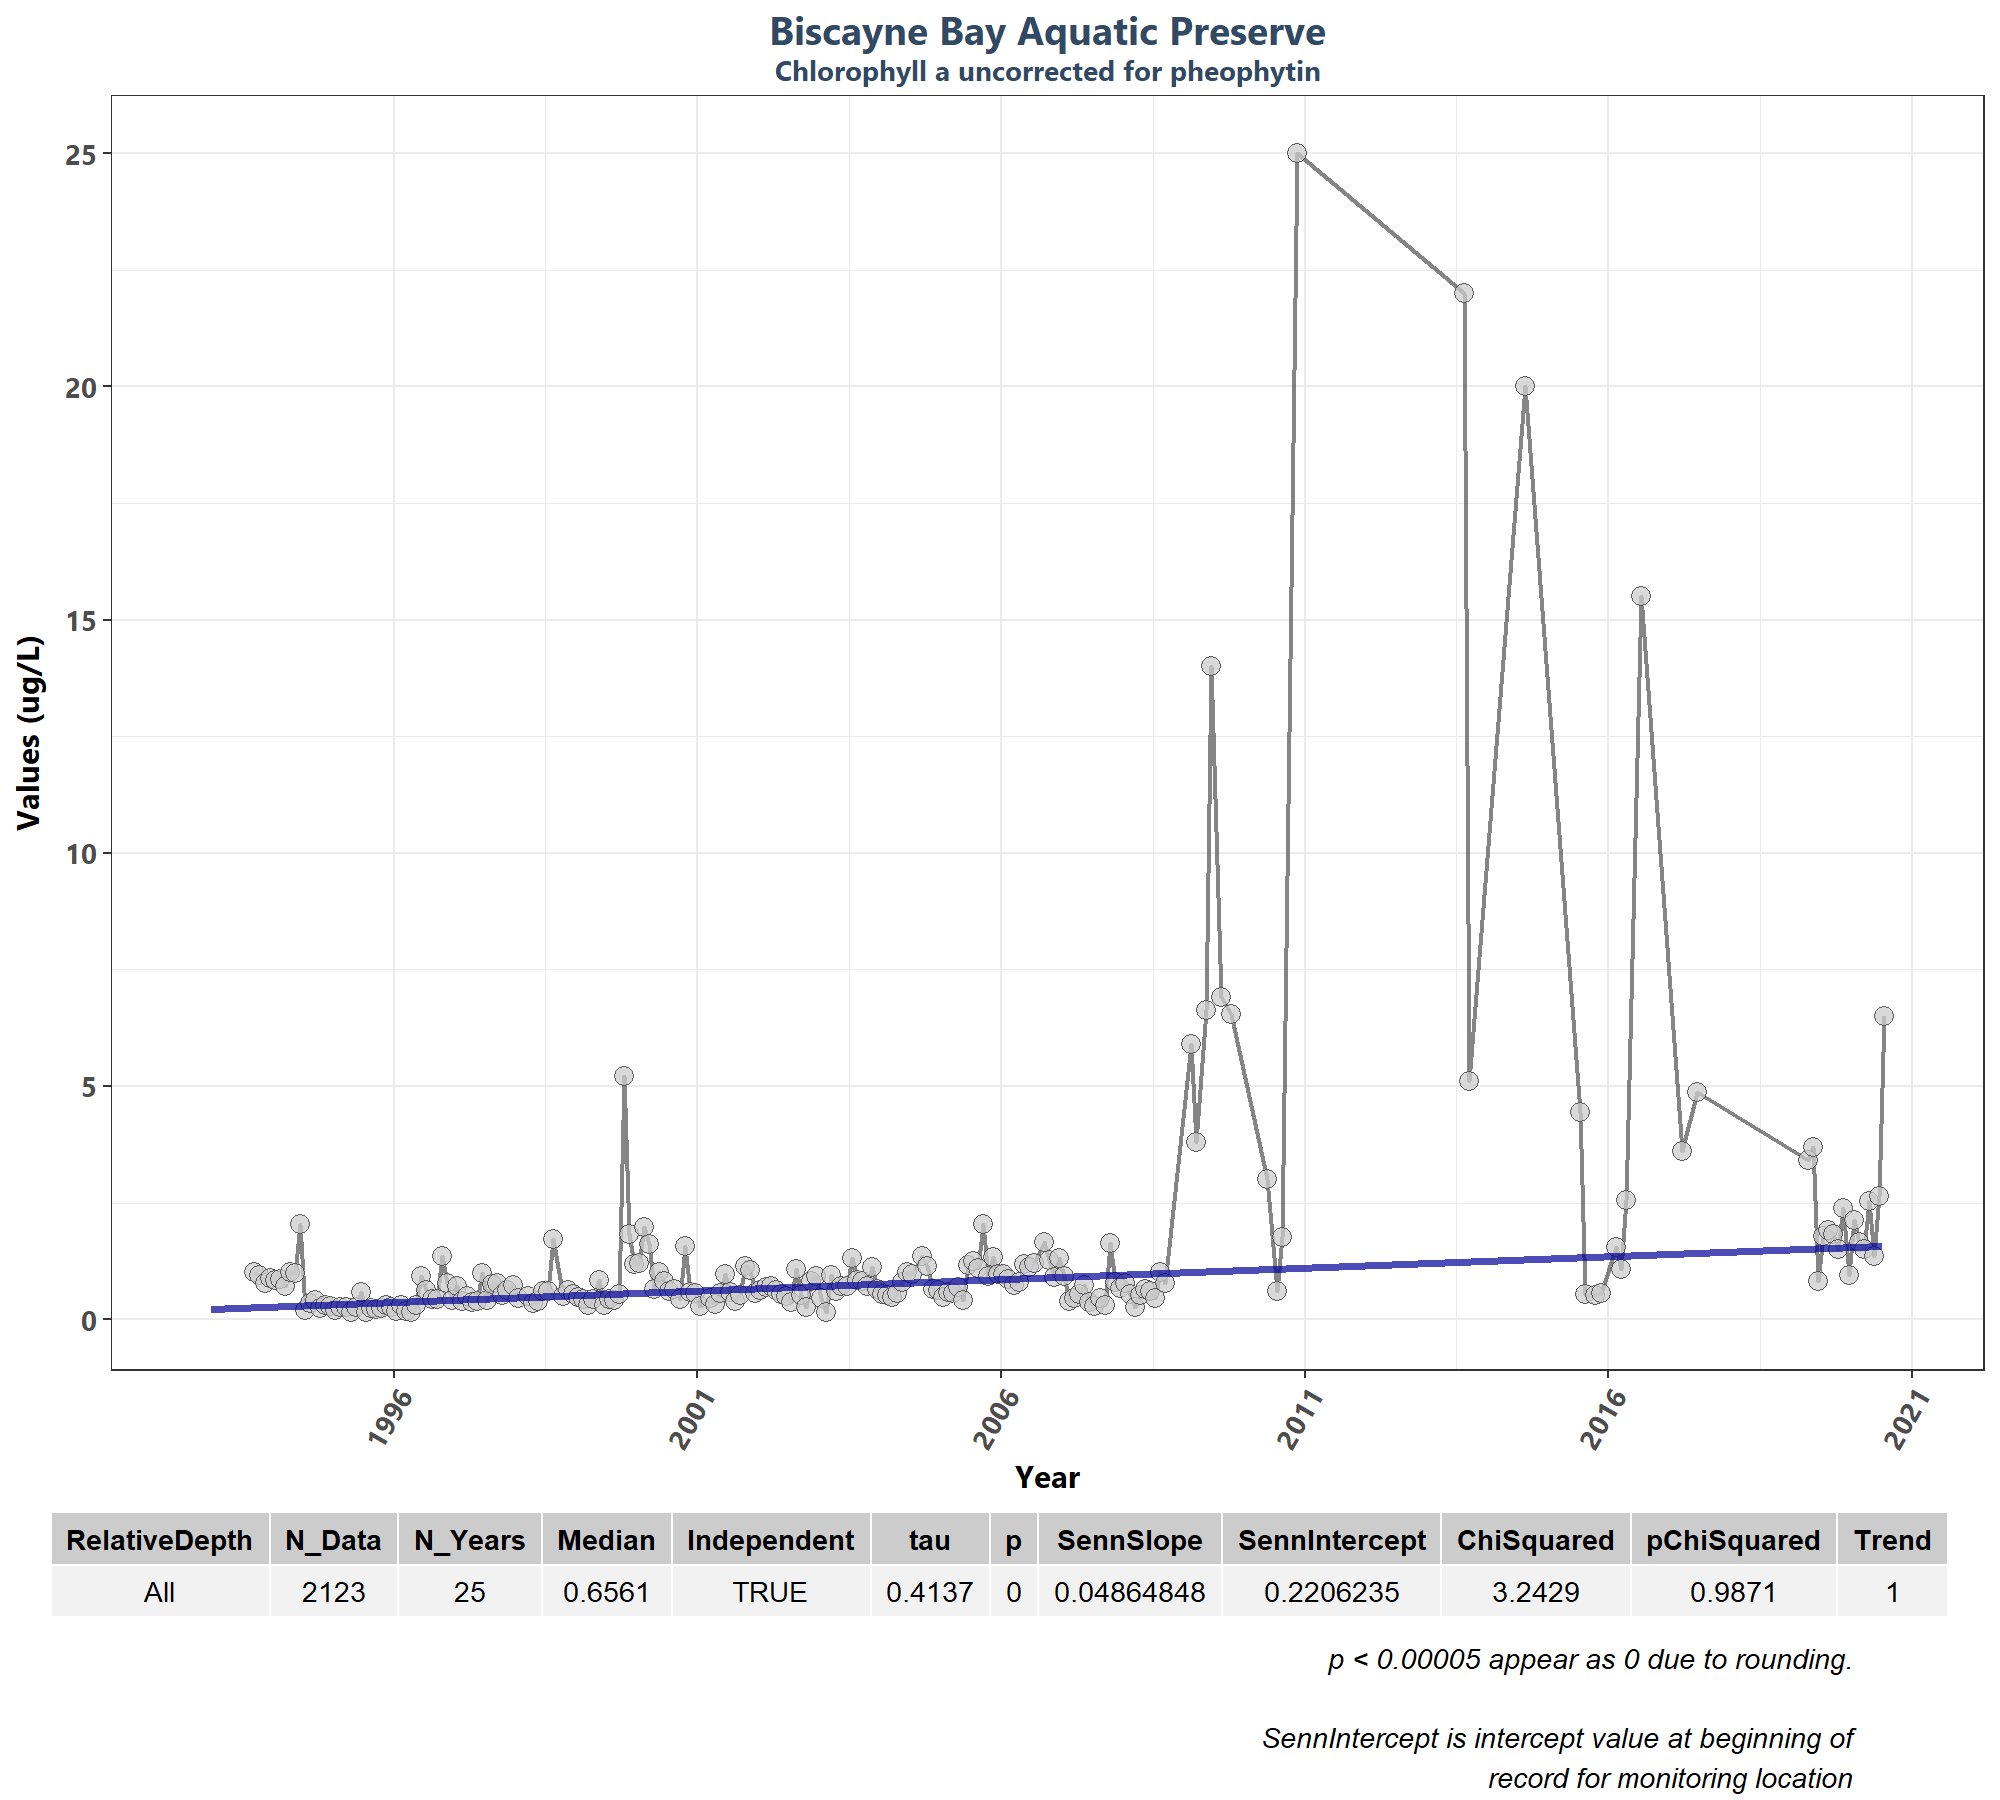 Biscayne Bay Aquatic Preserve
Chlorophyll a uncorrected for pheophytin
Values (ug/L)
25
20
15
10
5
0
1996 2001 2006 2011 2016 2021
Year
RelativeDepth N_Data N_Years Median Independent tau p SennSlope SennIntercept ChiSquared pChiSquared Trend
All 2123 25 0.6561 TRUE 0.4137 0 0.04864848 0.2206235 3.2429 0.9871 1
p < 0.00005 appear as 0 due to rounding.
SennIntercept is intercept value at beginning of
record for monitoring location